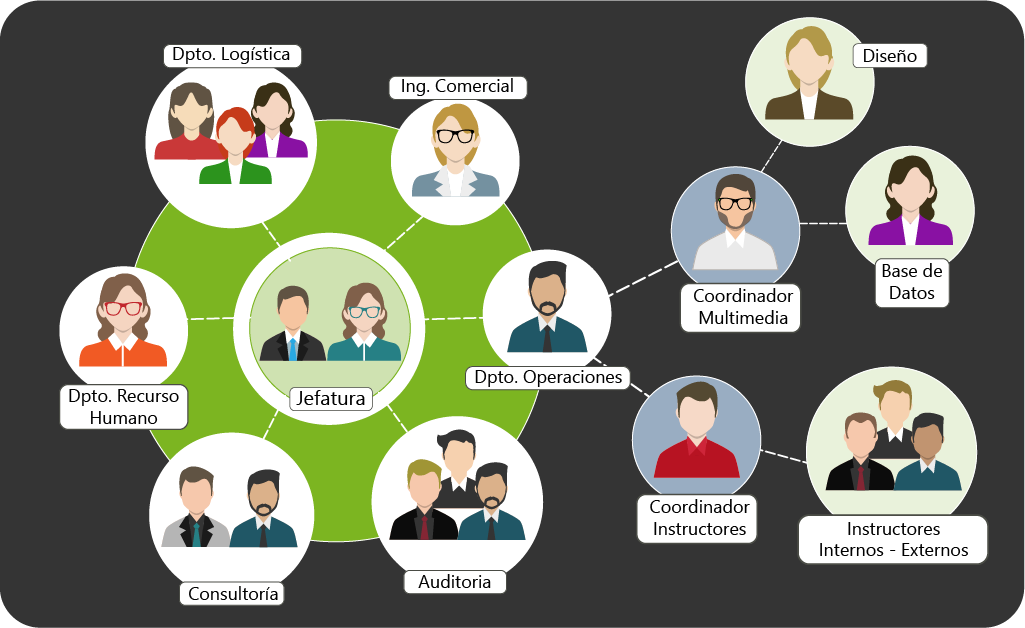 Dpto. Logística
Ing. Comercial
Diseño
Base de
Datos
Coordinador
Multimedia
Dpto. Operaciones
Dpto. Recurso
Humano
Jefatura
Coordinador
Instructores
Instructores
Internos - Externos
Consultoría
Auditoria